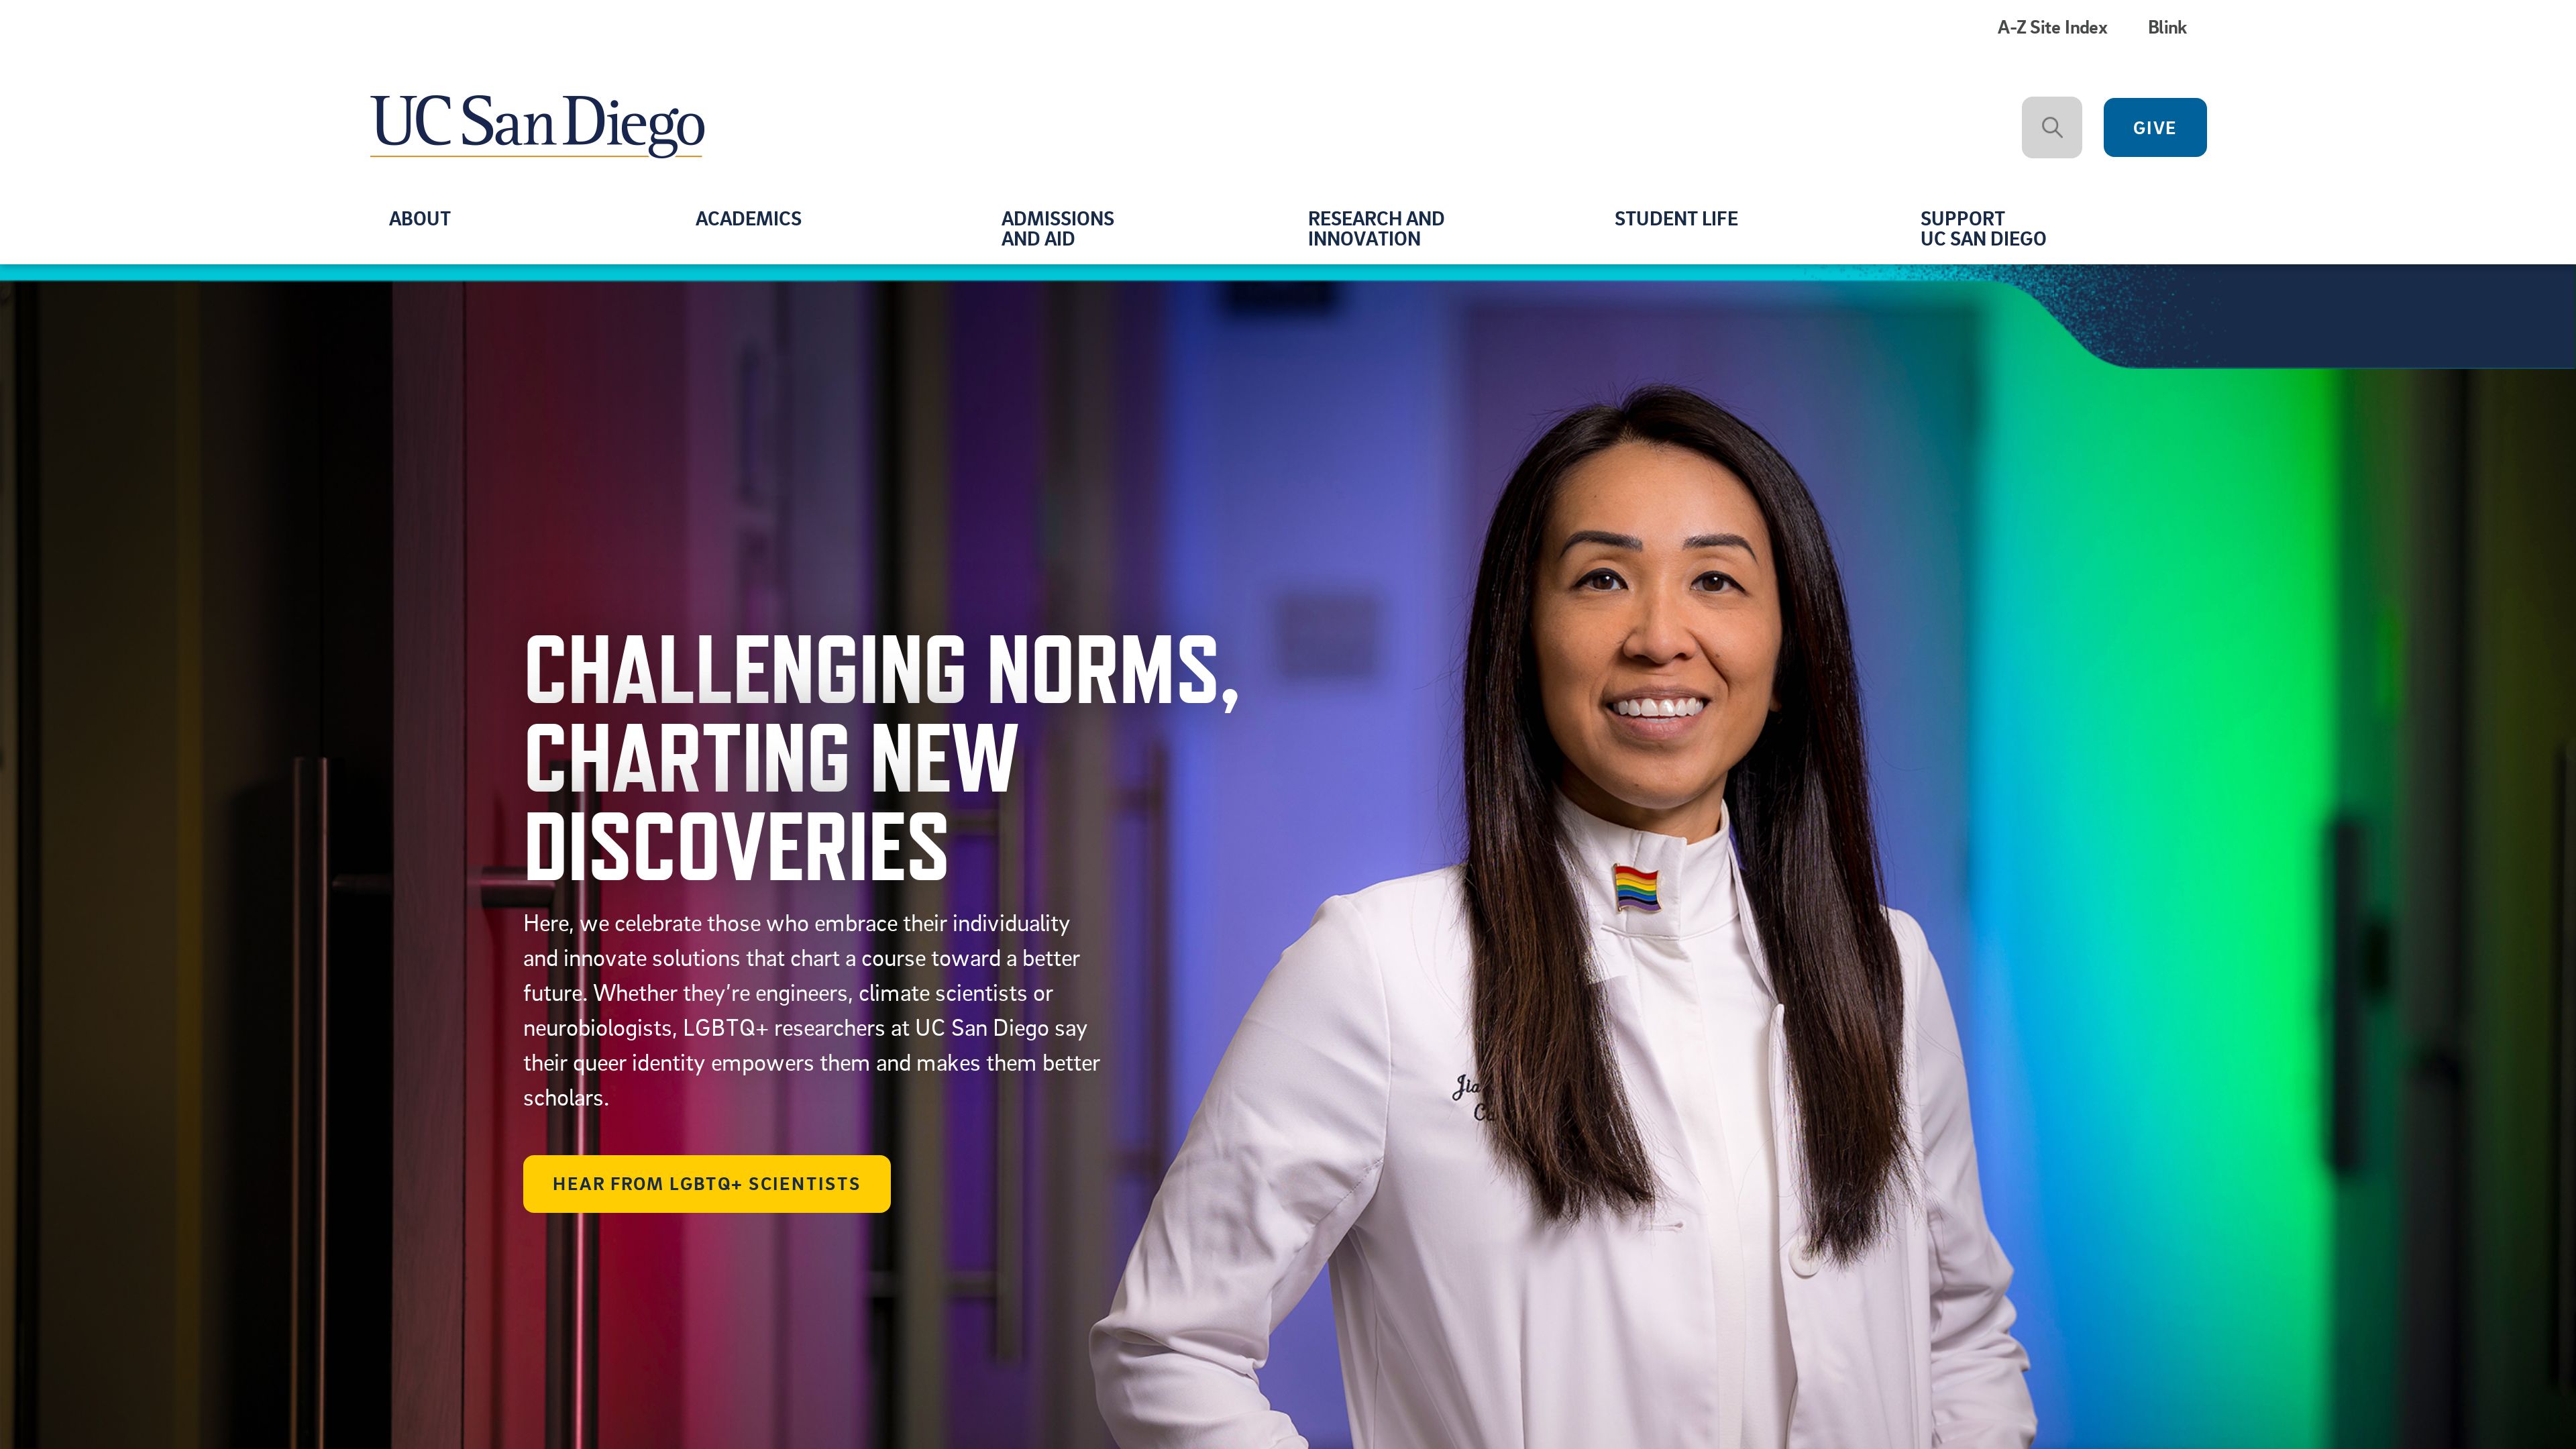 A-Z Site Index
Blink
UC San Diego
GIVE
ABOUT
ACADEMICS
ADMISSIONS
AND AID
RESEARCH AND
INNOVATION
STUDENT LIFE
SUPPORT
UC SAN DIEGO
CHALLENGING NORMS,
CHARTING NEW
DISCOVERIES
Here, we celebrate those who embrace their individuality
and innovate solutions that chart a course toward a better
future. Whether they’re engineers, climate scientists or
neurobiologists, LGBTQ+ researchers at UC San Diego say
their queer identity empowers them and makes them better
scholars.
HEAR FROM LGBTQ+ SCIENTISTS